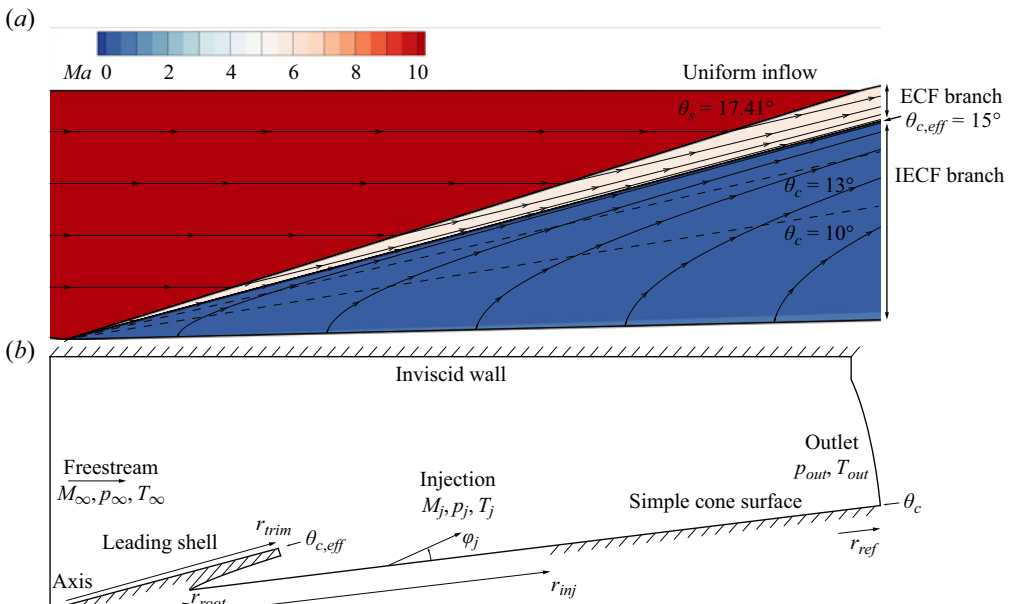 (a)
Ma 0 2 4 6 8 10
Uniform inflow
θs = 17.41°
ECF branch
θc,eff = 15°
IECF branch
θc = 13°
θc = 10°
(b)
Inviscid wall
Freestream
M∞, p∞, T∞
Injection
Mj, pj, Tj
φj
Outlet
pout, Tout
Simple cone surface
θc
rref
Leading shell
rtrim
θc,eff
Axis
rroot
rinj